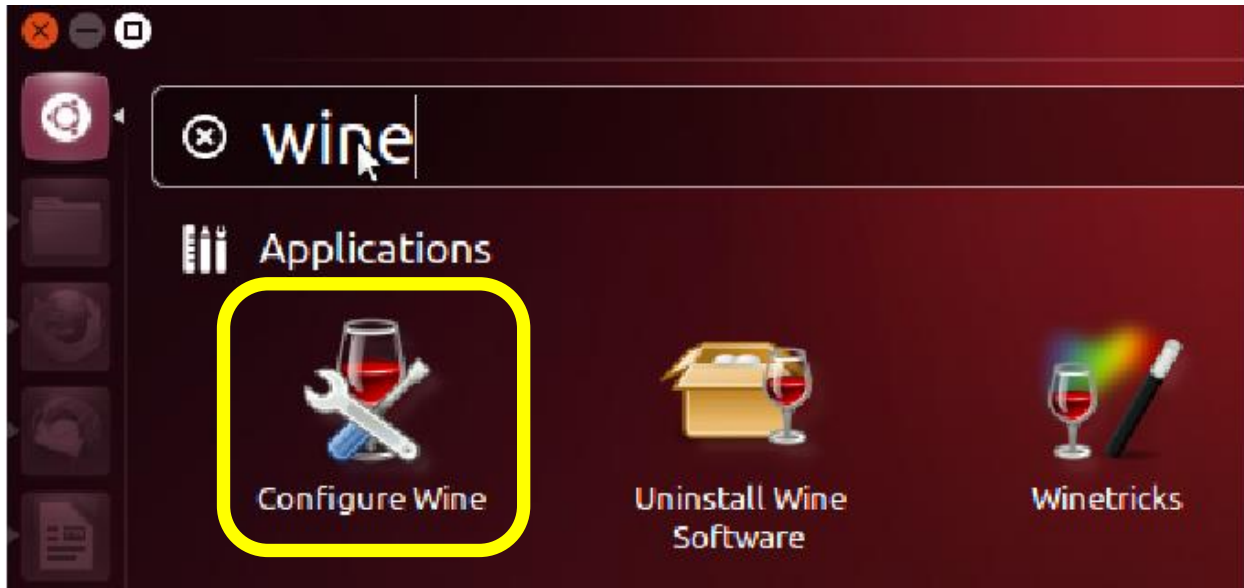 wine
Applications
Configure Wine
Uninstall Wine
Software
Winetricks